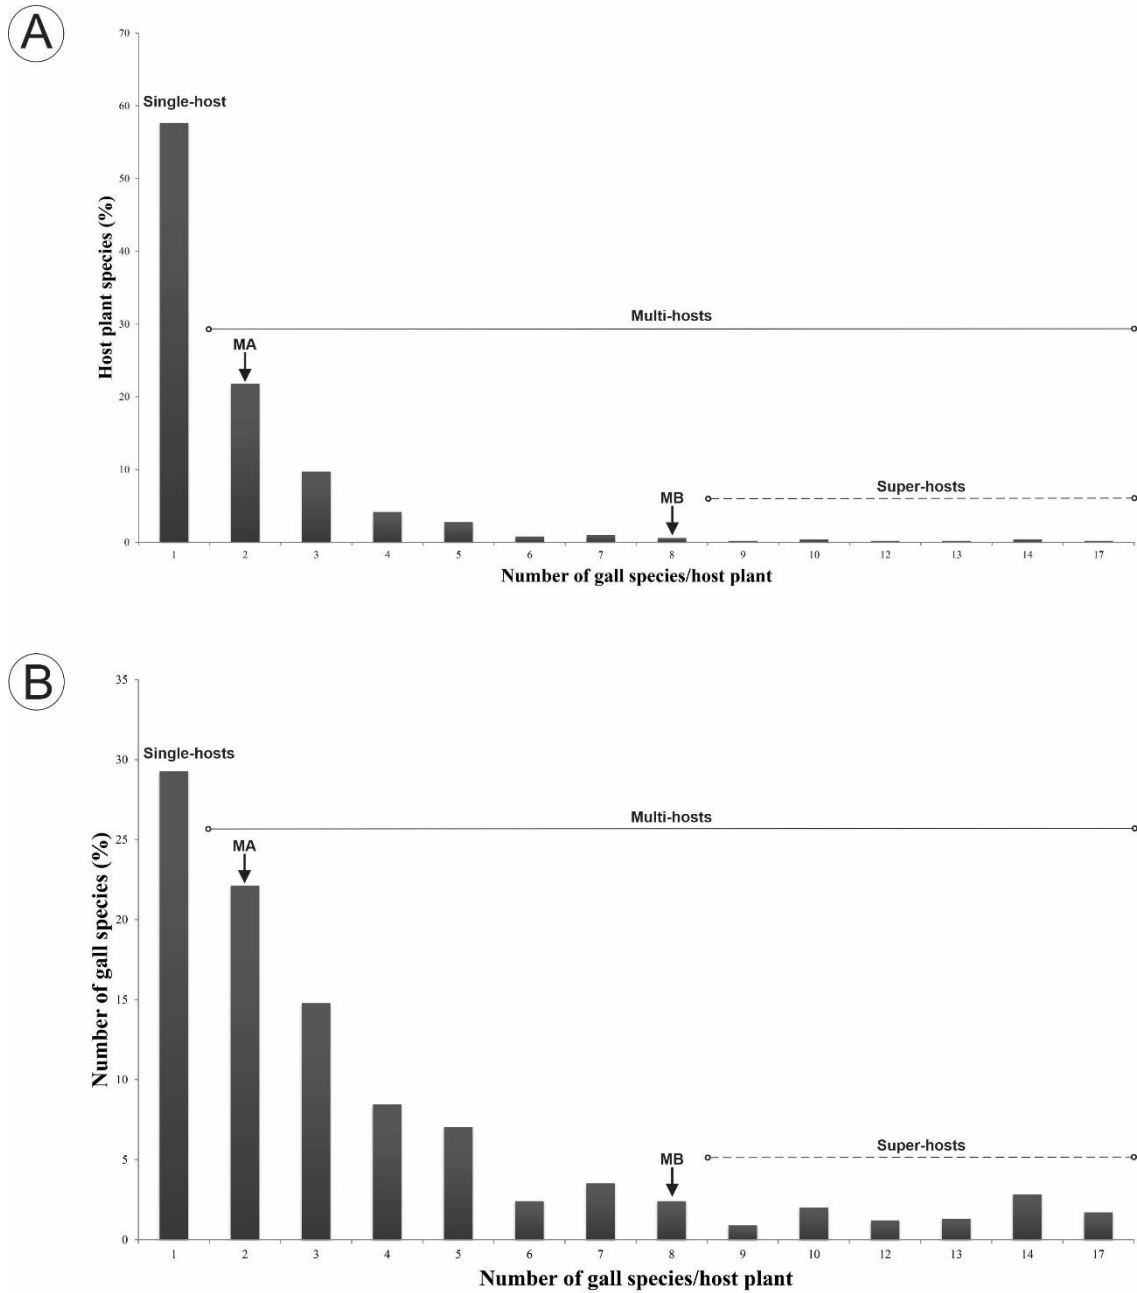 A
70
60
50
40
30
20
10
0
Host plant species (%)
Single-host
Multi-hosts
MA
MB
Super-hosts
1 2 3 4 5 6 7 8 9 10 12 13 14 17
Number of gall species/host plant
B
35
30
25
20
15
10
5
0
Number of gall species (%)
Single-hosts
Multi-hosts
MA
MB
Super-hosts
1 2 3 4 5 6 7 8 9 10 12 13 14 17
Number of gall species/host plant